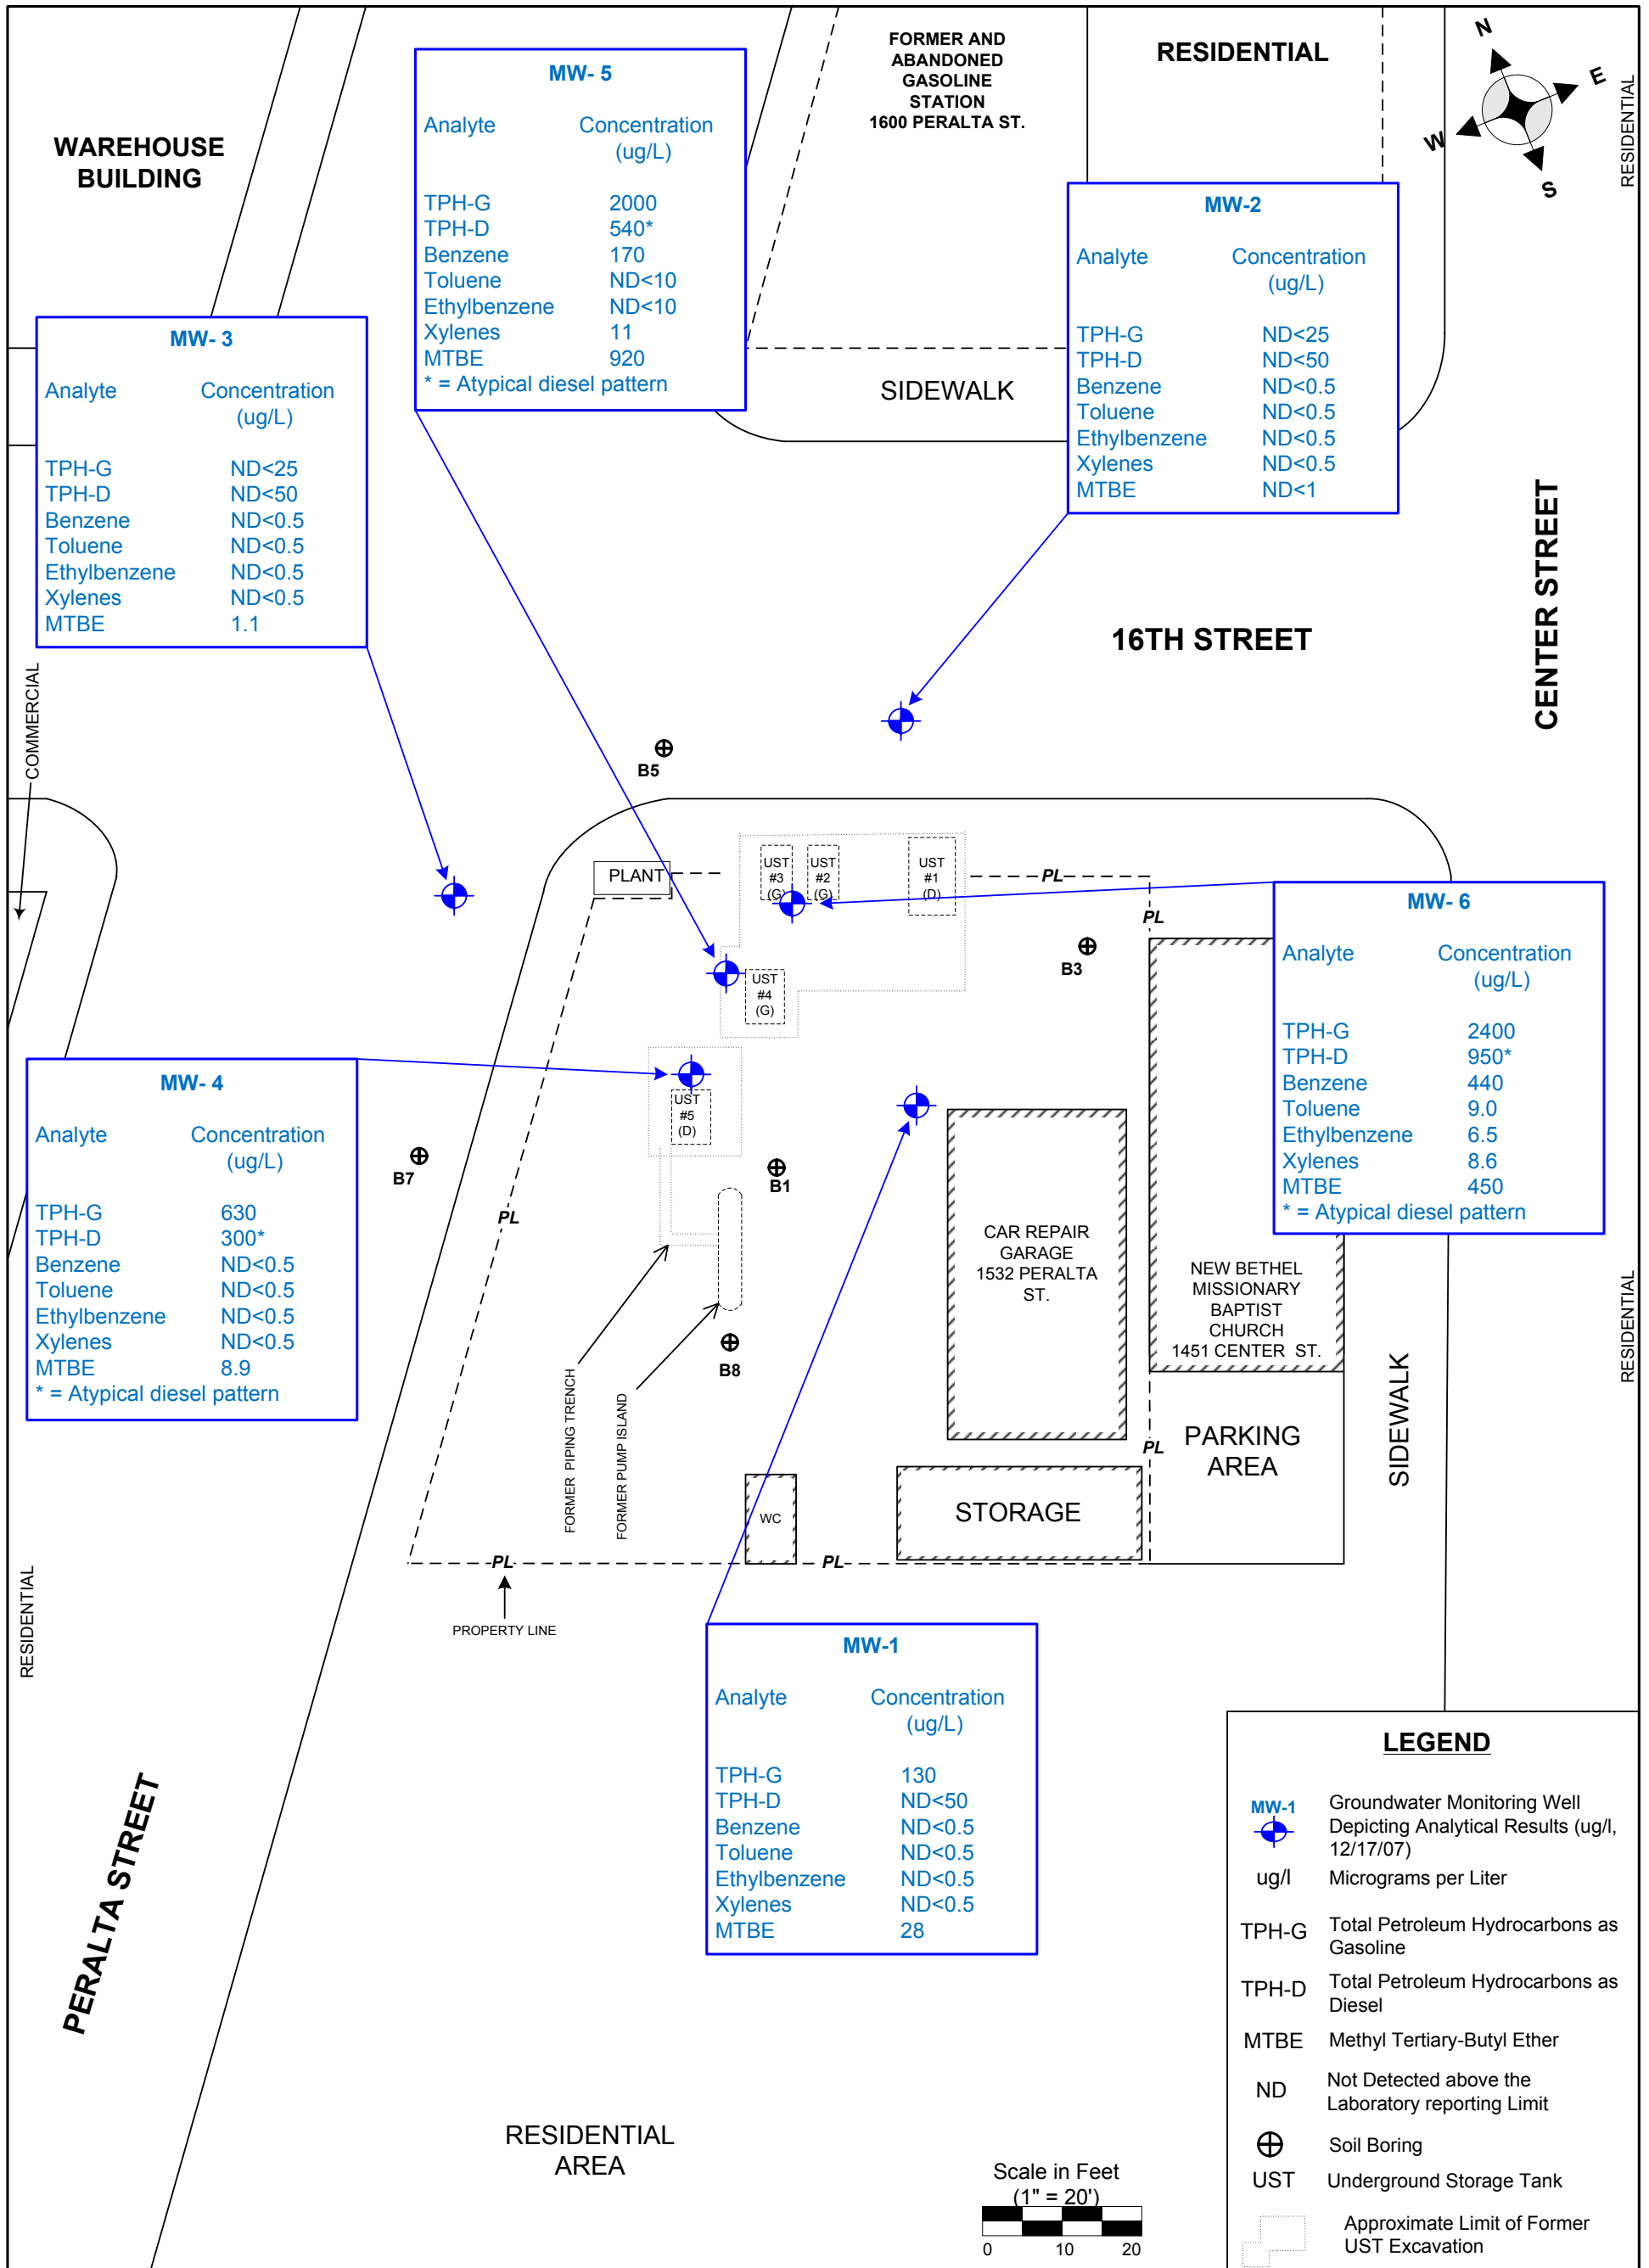 WAREHOUSE
BUILDING
MW- 5
Analyte Concentration
(ug/L)
TPH-G 2000
TPH-D 540*
Benzene 170
Toluene ND<10
Ethylbenzene ND<10
Xylenes 11
MTBE 920
* = Atypical diesel pattern
FORMER AND
ABANDONED
GASOLINE
STATION
1600 PERALTA ST.
RESIDENTIAL
N
E
W
S
RESIDENTIAL
MW-2
Analyte Concentration
(ug/L)
TPH-G ND<25
TPH-D ND<50
Benzene ND<0.5
Toluene ND<0.5
Ethylbenzene ND<0.5
Xylenes ND<0.5
MTBE ND<1
MW- 3
Analyte Concentration
(ug/L)
TPH-G ND<25
TPH-D ND<50
Benzene ND<0.5
Toluene ND<0.5
Ethylbenzene ND<0.5
Xylenes ND<0.5
MTBE 1.1
SIDEWALK
CENTER STREET
16TH STREET
COMMERCIAL
B5
PLANT
UST
#3
(G)
UST
#2
(G)
UST
#1
(D)
PL
PL
B3
UST
#4
(G)
MW- 6
Analyte Concentration
(ug/L)
TPH-G 2400
TPH-D 950*
Benzene 440
Toluene 9.0
Ethylbenzene 6.5
Xylenes 8.6
MTBE 450
* = Atypical diesel pattern
MW- 4
Analyte Concentration
(ug/L)
TPH-G 630
TPH-D 300*
Benzene ND<0.5
Toluene ND<0.5
Ethylbenzene ND<0.5
Xylenes ND<0.5
MTBE 8.9
* = Atypical diesel pattern
UST
#5
(D)
B7
B1
PL
B8
CAR REPAIR
GARAGE
1532 PERALTA
ST.
NEW BETHEL
MISSIONARY
BAPTIST
CHURCH
1451 CENTER ST.
RESIDENTIAL
SIDEWALK
FORMER PIPING TRENCH
FORMER PUMP ISLAND
PL
PARKING
AREA
WC
STORAGE
PL
PL
PROPERTY LINE
RESIDENTIAL
MW-1
Analyte Concentration
(ug/L)
TPH-G 130
TPH-D ND<50
Benzene ND<0.5
Toluene ND<0.5
Ethylbenzene ND<0.5
Xylenes ND<0.5
MTBE 28
PERALTA STREET
RESIDENTIAL
AREA
Scale in Feet
(1" = 20')
0 10 20
LEGEND
MW-1 Groundwater Monitoring Well
Depicting Analytical Results (ug/l,
12/17/07)
ug/l Micrograms per Liter
TPH-G Total Petroleum Hydrocarbons as
Gasoline
TPH-D Total Petroleum Hydrocarbons as
Diesel
MTBE Methyl Tertiary-Butyl Ether
ND Not Detected above the
Laboratory reporting Limit
Soil Boring
UST Underground Storage Tank
Approximate Limit of Former
UST Excavation